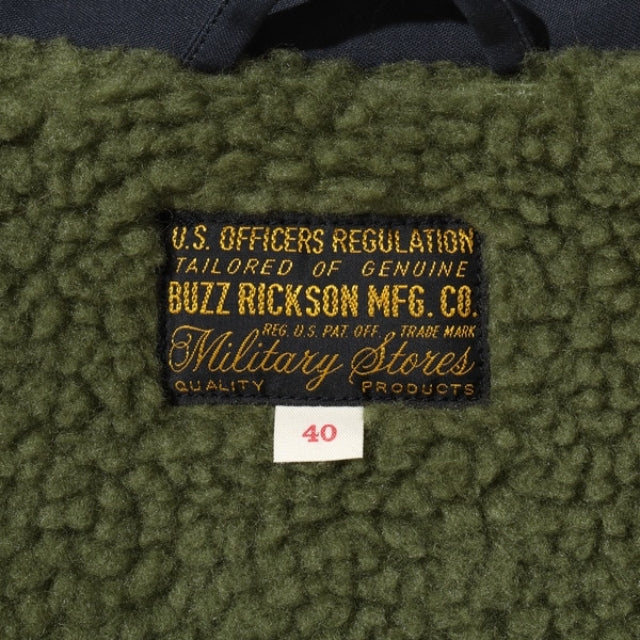 U.S. OFFICERS REGULATION
TAILORED OF GENUINE
BUZZ RICKSON MFG. CO.
REG. U.S. PAT. OFF. TRADE MARK
Military Stores
QUALITY PRODUCTS
40